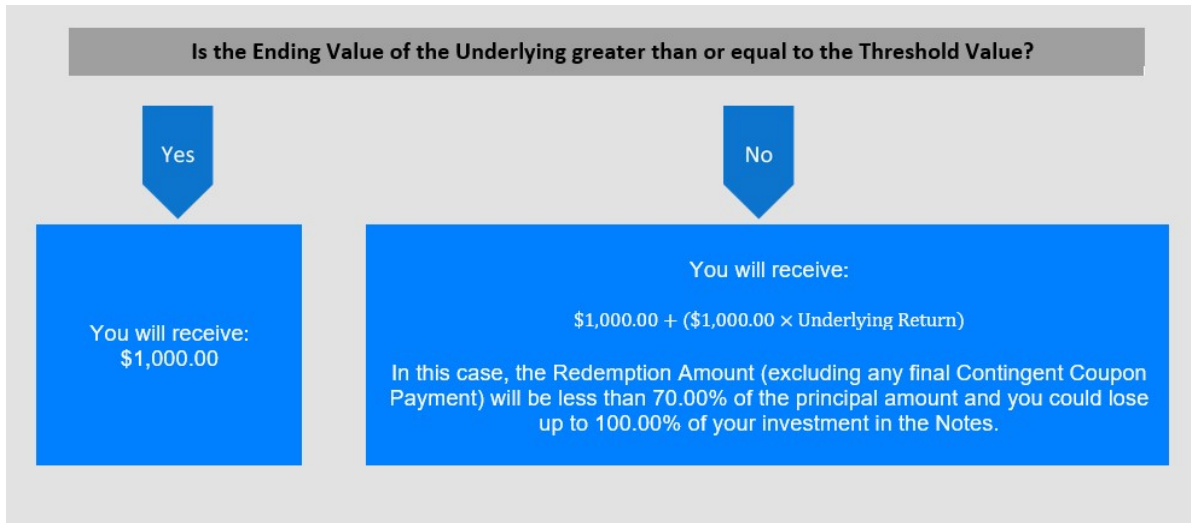 Is the Ending Value of the Underlying greater than or equal to the Threshold Value?
Yes
No
You will receive:
$1,000.00
You will receive:
$1,000.00 + ($1,000.00 × Underlying Return)
In this case, the Redemption Amount (excluding any final Contingent Coupon
Payment) will be less than 70.00% of the principal amount and you could lose
up to 100.00% of your investment in the Notes.